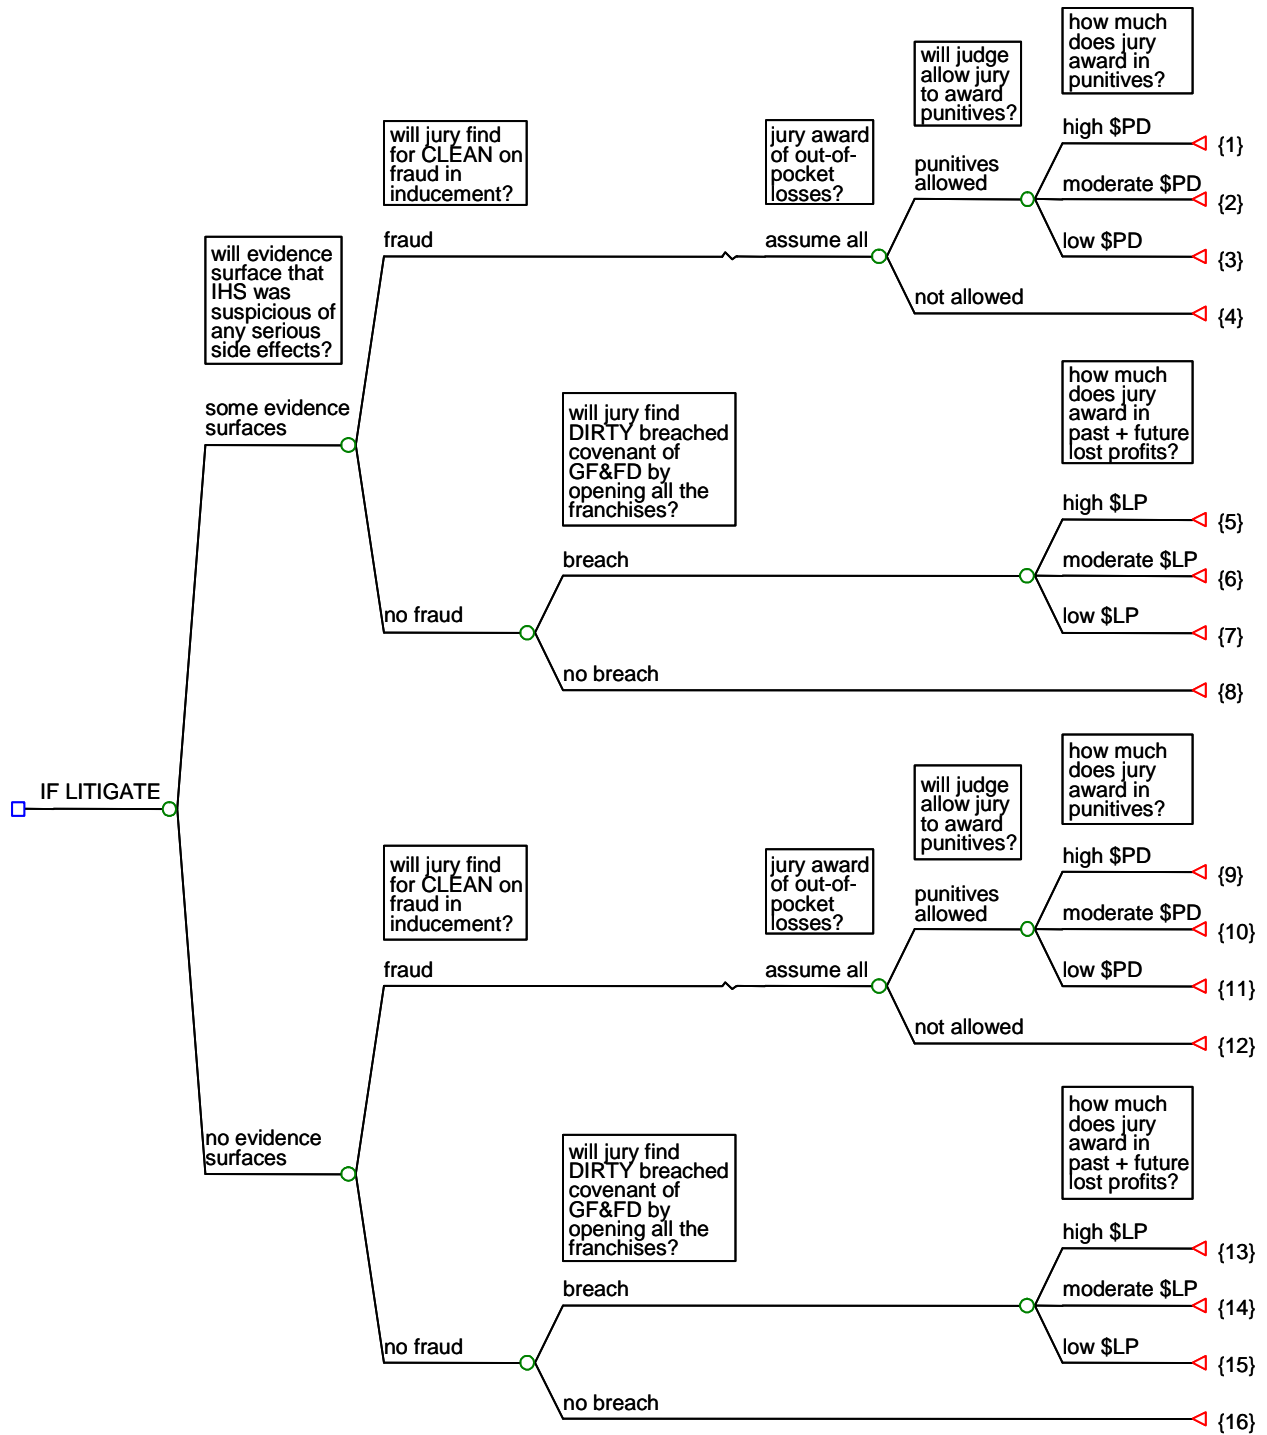 how much
does jury
award in
punitives?
will judge
allow jury
to award
punitives?
high $PD
{1}
will jury find
for CLEAN on
fraud in
inducement?
jury award
of out-of-
pocket
losses?
punitives
allowed
moderate $PD
{2}
fraud
assume all
low $PD
{3}
will evidence
surface that
IHS was
suspicious of
any serious
side effects?
not allowed
{4}
how much
does jury
award in
past + future
lost profits?
some evidence
surfaces
will jury find
DIRTY breached
covenant of
GF&FD by
opening all the
franchises?
high $LP
{5}
breach
moderate $LP
{6}
no fraud
low $LP
{7}
no breach
{8}
IF LITIGATE
how much
does jury
award in
punitives?
will judge
allow jury
to award
punitives?
high $PD
{9}
will jury find
for CLEAN on
fraud in
inducement?
jury award
of out-of-
pocket
losses?
punitives
allowed
moderate $PD
{10}
fraud
assume all
low $PD
{11}
not allowed
{12}
how much
does jury
award in
past + future
lost profits?
no evidence
surfaces
will jury find
DIRTY breached
covenant of
GF&FD by
opening all the
franchises?
high $LP
{13}
breach
moderate $LP
{14}
no fraud
low $LP
{15}
no breach
{16}